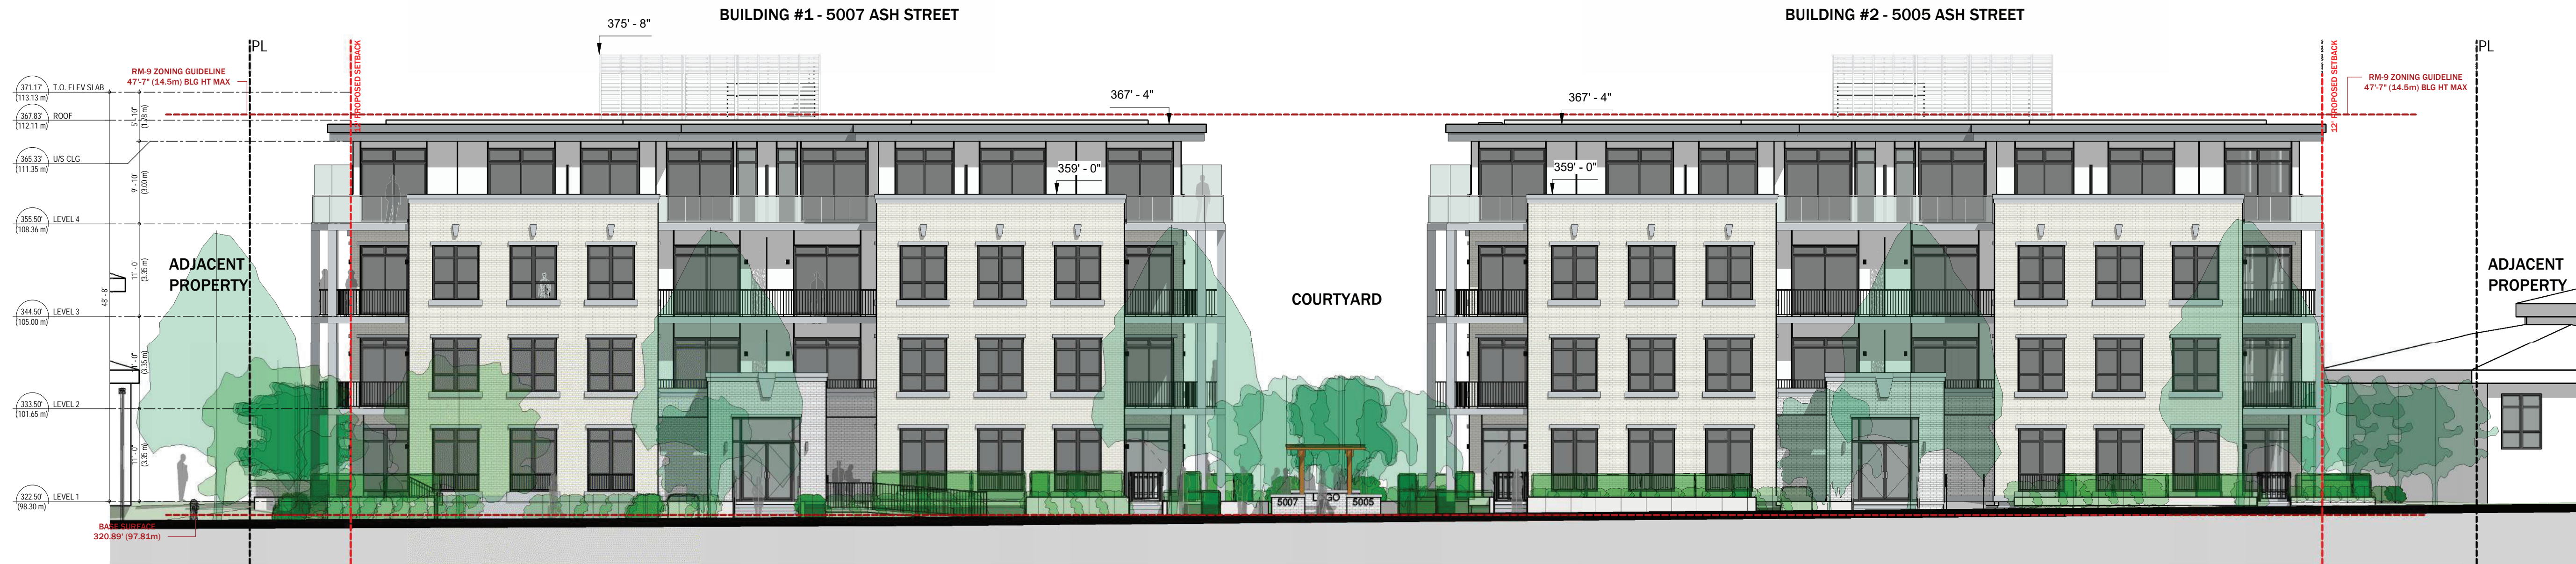 BUILDING #1 - 5007 ASH STREET
BUILDING #2 - 5005 ASH STREET
375' - 8"
PL
PL
RM-9 ZONING GUIDELINE
47'-7" (14.5m) BLG HT MAX
12' PROPOSED SETBACK
12' PROPOSED SETBACK
RM-9 ZONING GUIDELINE
47'-7" (14.5m) BLG HT MAX
371.17' T.O. ELEV SLAB
(113.13 m)
367' - 4"
367' - 4"
367.83' ROOF
(112.11 m)
5' - 10"
(1.78 m)
365.33' U/S CLG
(111.35 m)
359' - 0"
359' - 0"
9' - 10"
(3.00 m)
355.50' LEVEL 4
(108.36 m)
ADJACENT
PROPERTY
ADJACENT
PROPERTY
11' - 0"
(3.35 m)
48' - 8"
COURTYARD
344.50' LEVEL 3
(105.00 m)
11' - 0"
(3.35 m)
333.50' LEVEL 2
(101.65 m)
11' - 0"
(3.35 m)
322.50' LEVEL 1
(98.30 m)
LOGO
5007
5005
BASE SURFACE
320.89' (97.81m)